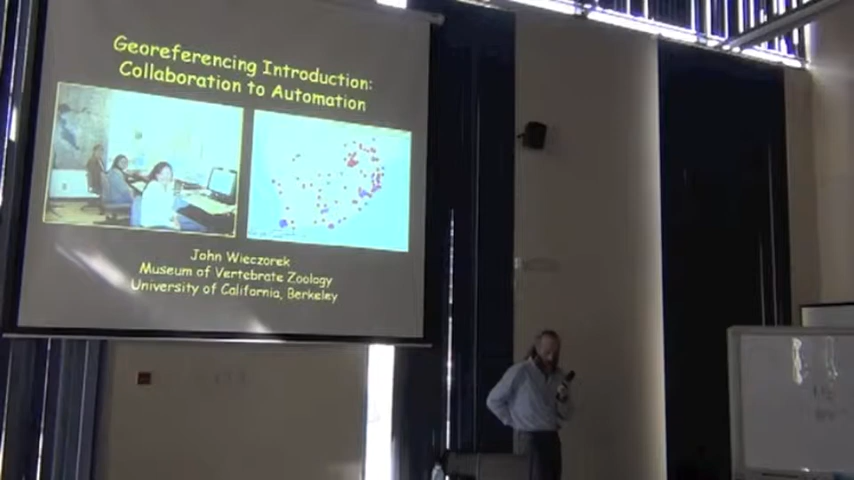 Georeferencing Introduction:
Collaboration to Automation
John Wieczorek
Museum of Vertebrate Zoology
University of California, Berkeley